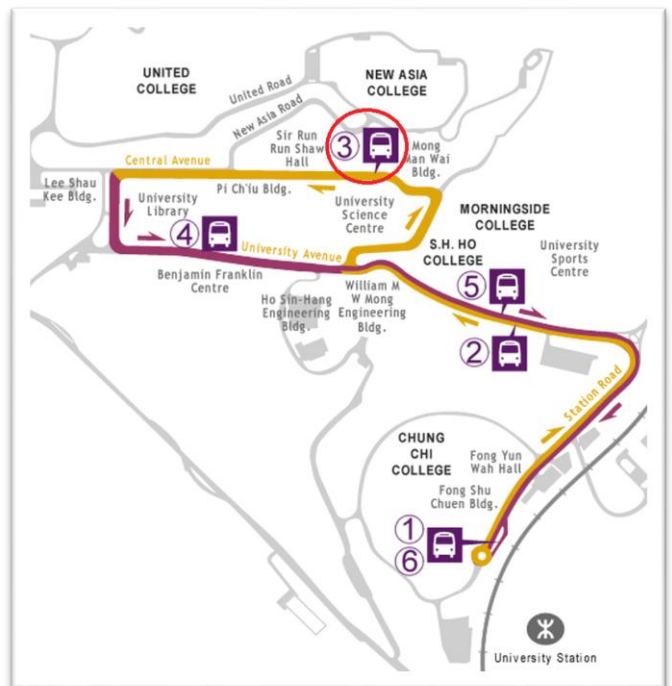 UNITED
COLLEGE
NEW ASIA
COLLEGE
United Road
New Asia Road
Sir Run
Run Shaw
Hall
3
Mong
Man Wai
Bldg.
Central Avenue
Lee Shau
Kee Bldg.
Pi Ch'iu Bldg.
University
Library
4
University
Science
Centre
MORNINGSIDE
COLLEGE
S.H. HO
COLLEGE
University
Sports
Centre
University Avenue
Benjamin Franklin
Centre
5
Ho Sin-Hang
Engineering
Bldg.
William M
W Mong
Engineering
Bldg.
2
Station Road
CHUNG
CHI
COLLEGE
Fong Yun
Wah Hall
Fong Shu
Chuen Bldg.
1
6
University Station